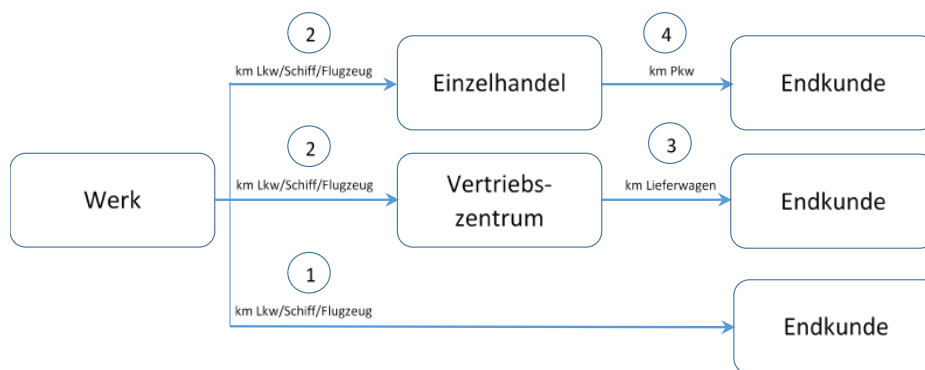 2
4
km Lkw/Schiff/Flugzeug
Einzelhandel
km Pkw
Endkunde
2
3
Werk
km Lkw/Schiff/Flugzeug
Vertriebs-
zentrum
km Lieferwagen
Endkunde
1
km Lkw/Schiff/Flugzeug
Endkunde